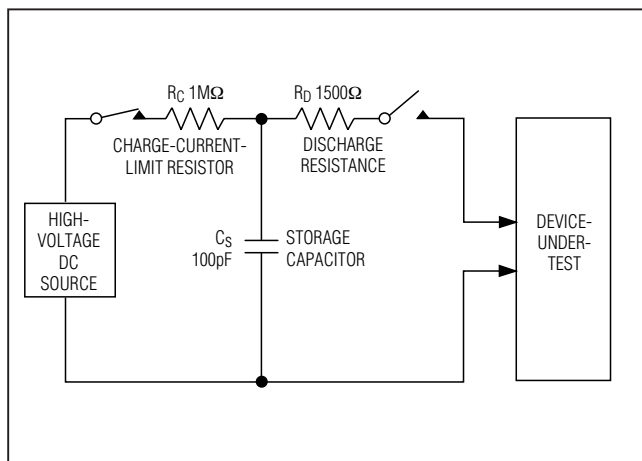 RC 1MΩ
CHARGE-CURRENT-
LIMIT RESISTOR
RD 1500Ω
DISCHARGE
RESISTANCE
HIGH-
VOLTAGE
DC
SOURCE
CS
100pF
STORAGE
CAPACITOR
DEVICE-
UNDER-
TEST